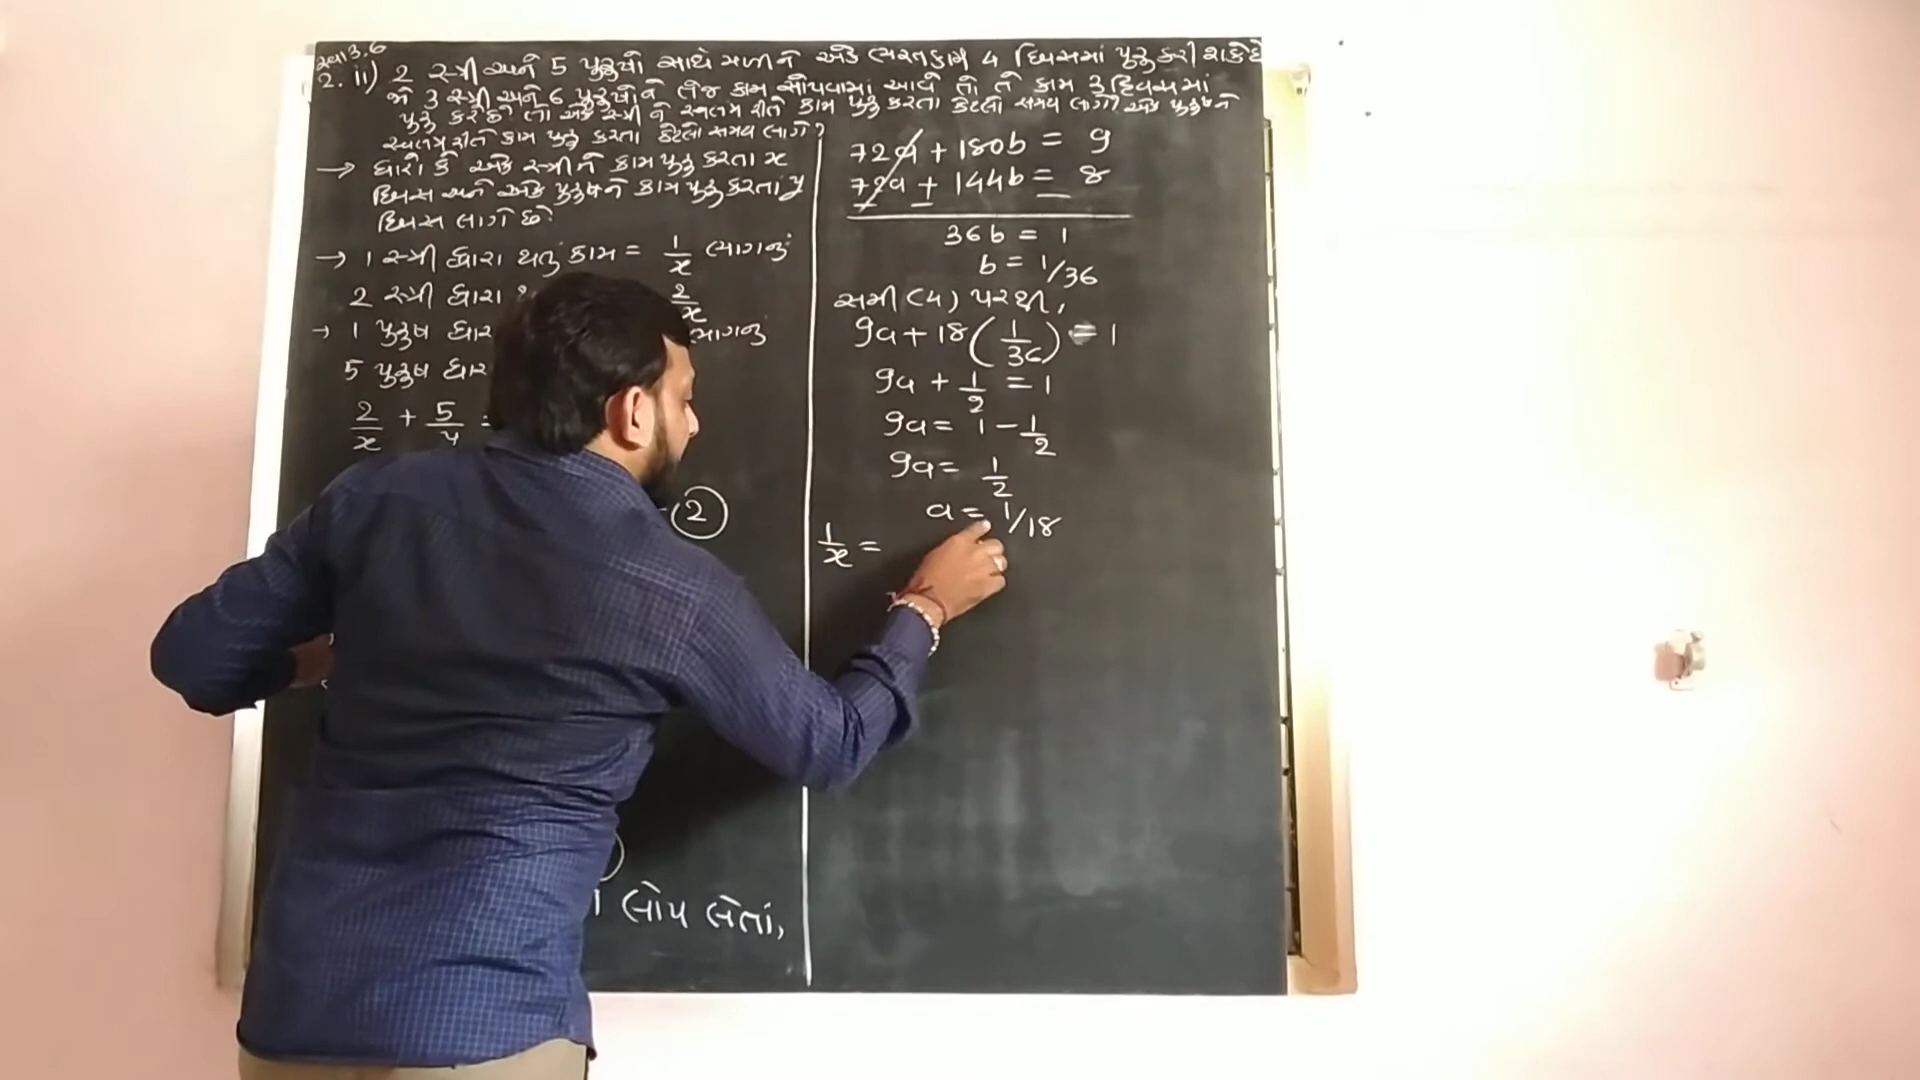 સ્વા 3.6
2. ii) 2 સ્ત્રી અને 5 પુરુષો સાથે મળીને એક ભરતકામ 4 દિવસમાં પુરુ કરી શકે છે
જો 3 સ્ત્રી અને 6 પુરુષોને તેજ કામ સોંપવામાં આવે તો તે કામ 3 દિવસમાં
પુરુ કરે છે તો એક સ્ત્રી ને સ્વતંત્ર રીતે કામ પુરુ કરતા કેટલો સમય લાગે? એક પુરુષને
સ્વતંત્ર રીતે કામ પુરુ કરતા કેટલો સમય લાગે?
→ ધારો કે એક સ્ત્રીને કામ પુરુ કરતા x
દિવસ અને એક પુરુષને કામ પુરુ કરતાં y
દિવસ લાગે છે.
→ 1 સ્ત્રી દ્વારા થતું કામ = 1/x ભાગનું
2 સ્ત્રી દ્વારા 2/x
→ 1 પુરુષ ભાગનું
5 પુરુષ
2/x + 5/y =
2
લોપ લેતાં,
72a + 180b = 9
72a + 144b = 8
36b = 1
b = 1/36
સમી (4) પરથી,
9a + 18 (1/36) = 1
9a + 1/2 = 1
9a = 1 - 1/2
9a = 1/2
a = 1/18
1/x =